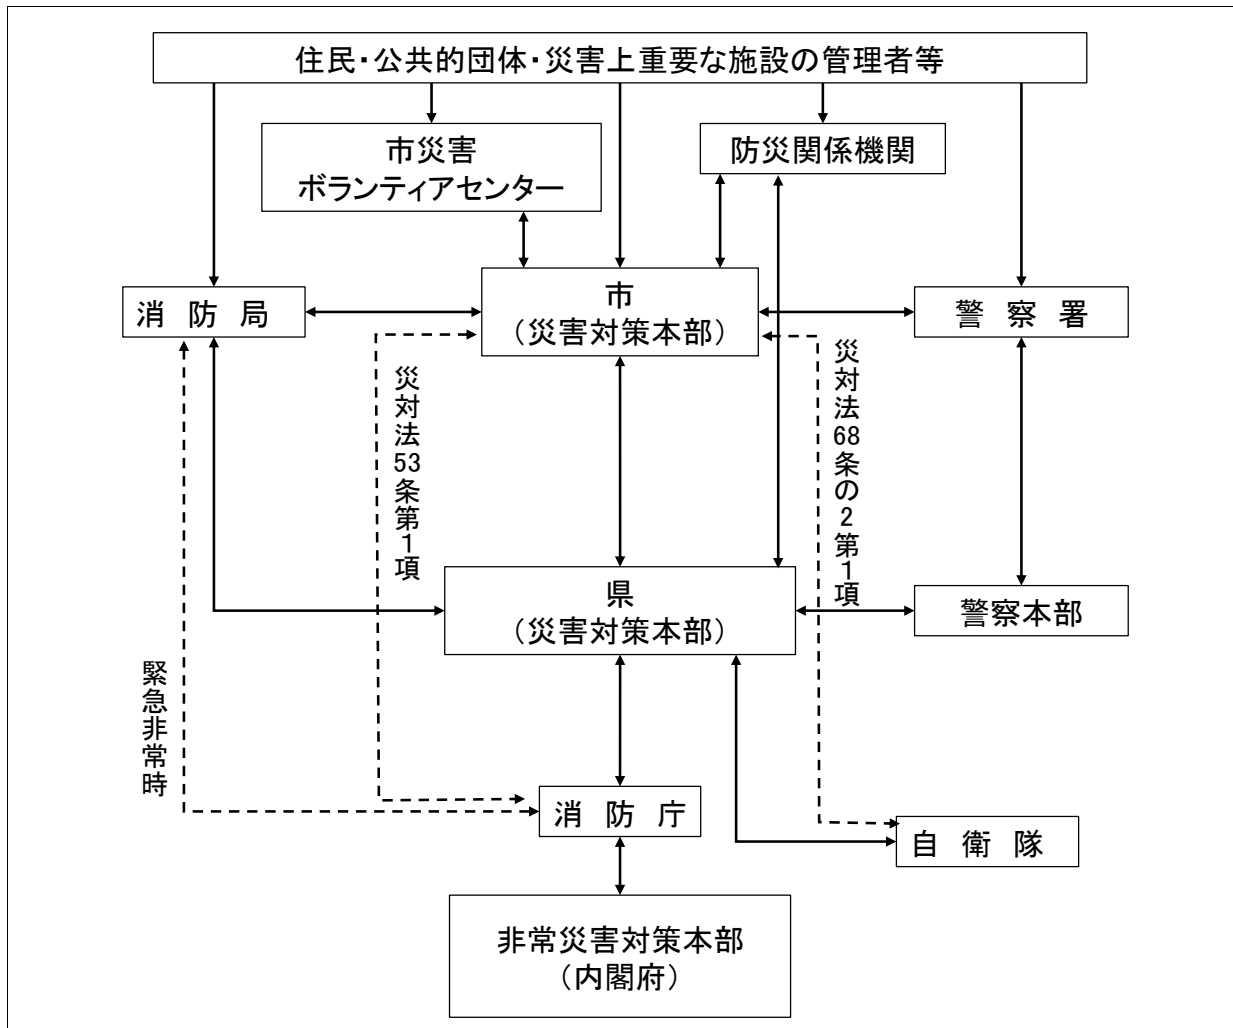 住民・公共的団体・災害上重要な施設の管理者等
市災害
ボランティアセンター
防災関係機関
消防局
市
（災害対策本部）
警察署
災対法53条第1項
災対法68条の2第1項
県
（災害対策本部）
警察本部
緊急非常時
消防庁
自衛隊
非常災害対策本部
（内閣府）